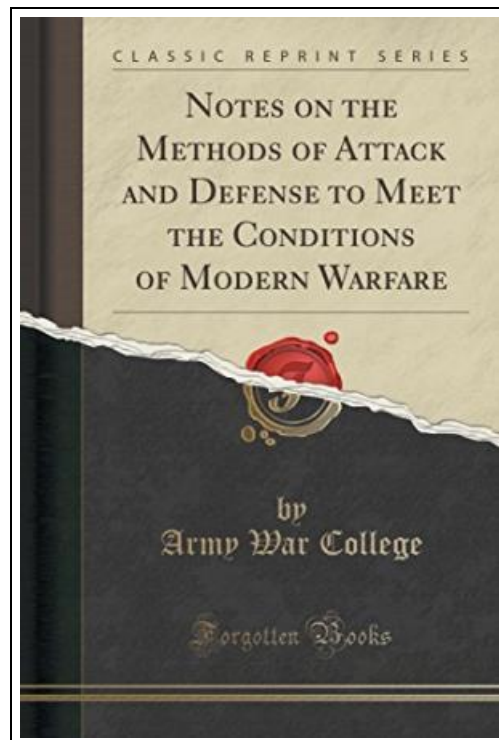 CLASSIC REPRINT SERIES
NOTES ON THE
METHODS OF ATTACK
AND DEFENSE TO MEET
THE CONDITIONS
OF MODERN WARFARE
by
Army War College
Forgotten Books